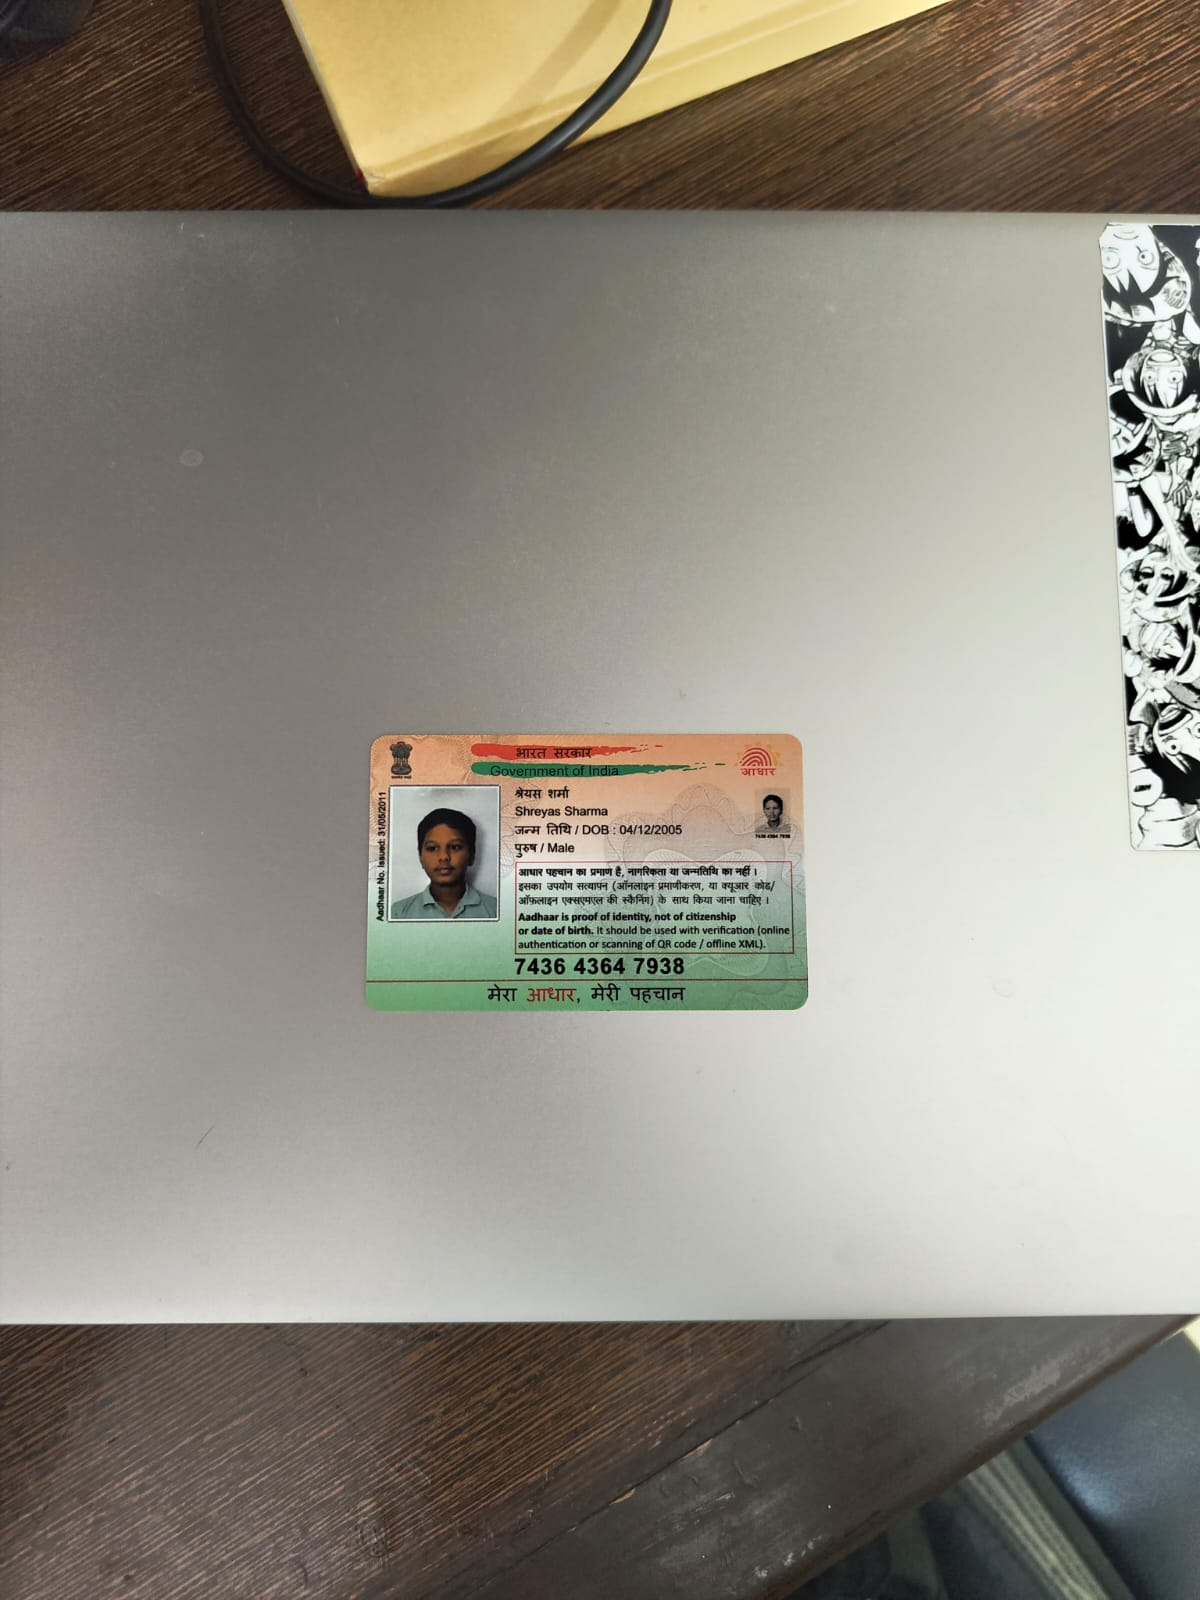 भारत सरकार
Government of India
आधार
Aadhaar No. Issued: 31/05/2011
श्रेयस शर्मा
Shreyas Sharma
जन्म तिथि / DOB : 04/12/2005
पुरुष / Male
7436 4364 7938
आधार पहचान का प्रमाण है, नागरिकता या जन्मतिथि का नहीं ।
इसका उपयोग सत्यापन (ऑनलाइन प्रमाणीकरण, या क्यूआर कोड/
ऑफ़लाइन एक्सएमएल की स्कैनिंग) के साथ किया जाना चाहिए ।
Aadhaar is proof of identity, not of citizenship
or date of birth. It should be used with verification (online
authentication or scanning of QR code / offline XML).
7436 4364 7938
मेरा आधार, मेरी पहचान